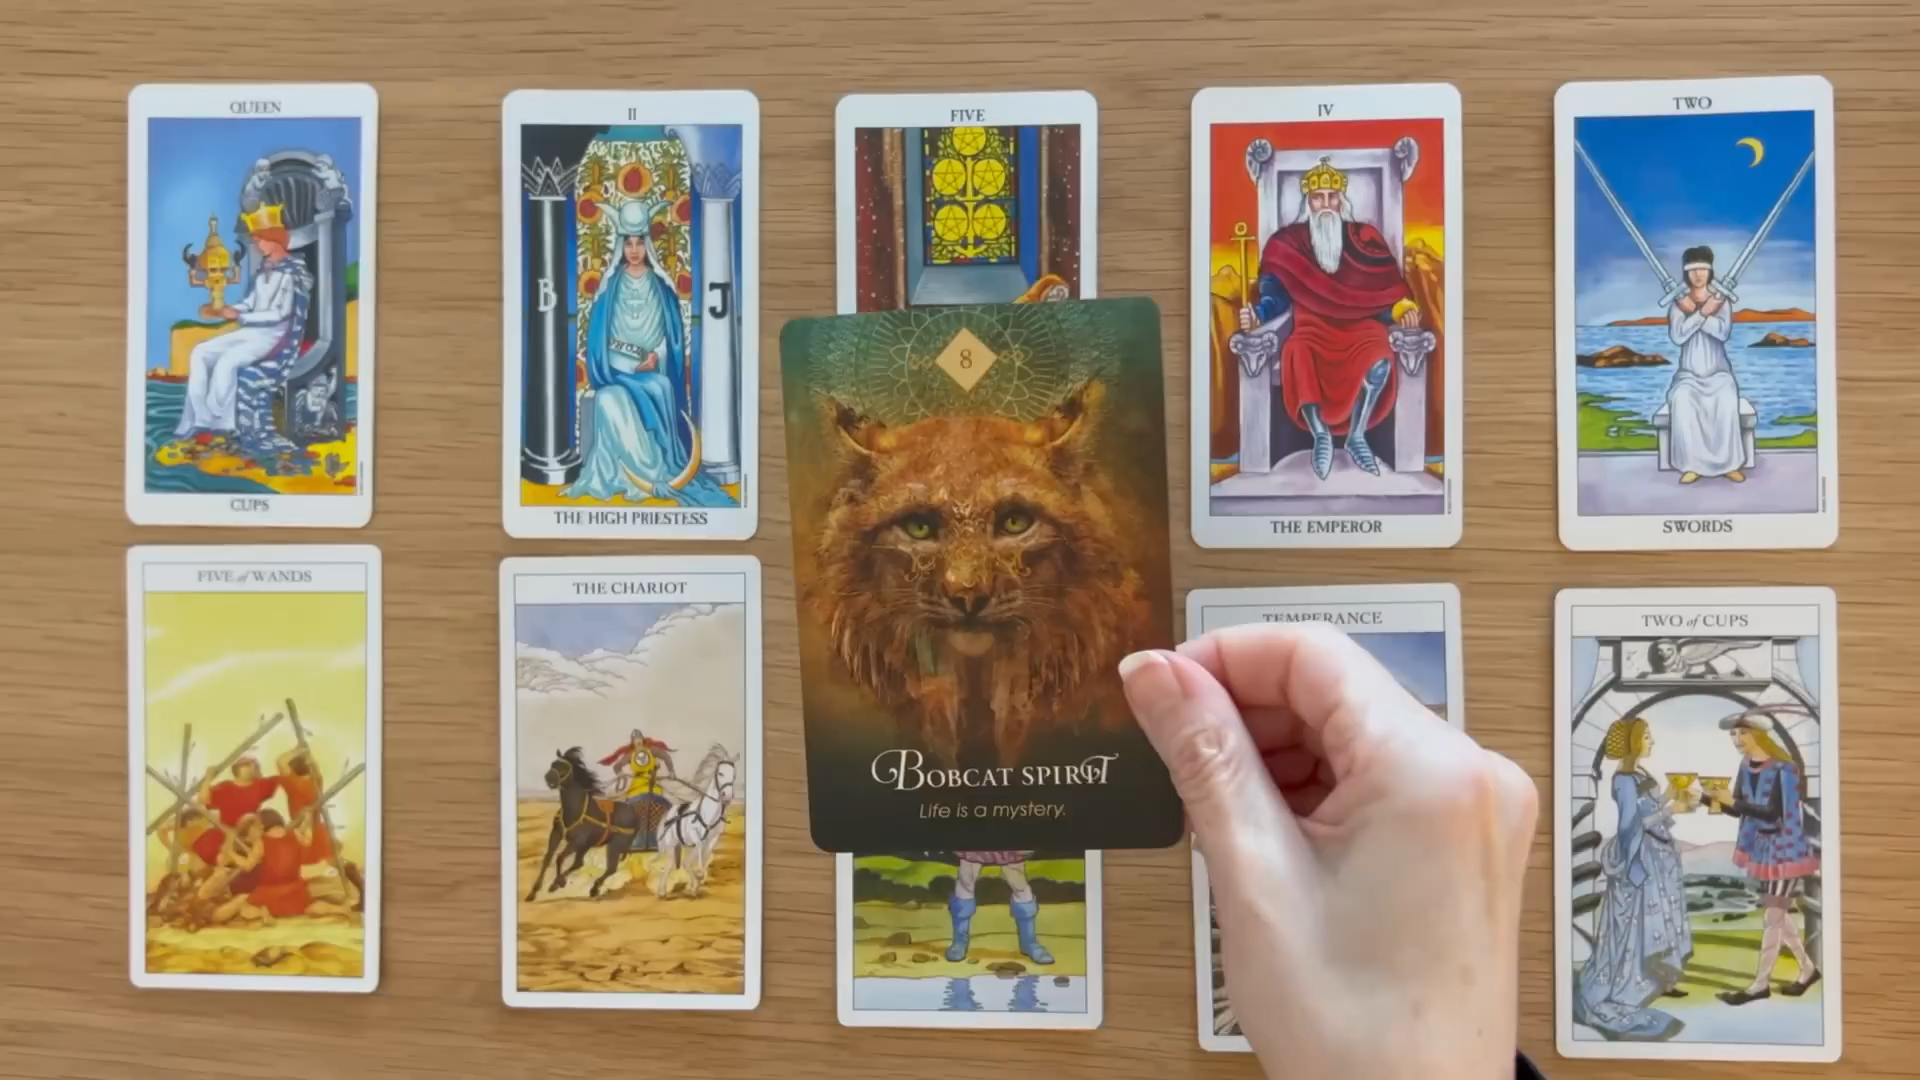 QUEEN
CUPS
II
B
J
THE HIGH PRIESTESS
FIVE
IV
THE EMPEROR
TWO
SWORDS
8
BOBCAT SPIRIT
Life is a mystery.
FIVE of WANDS
THE CHARIOT
TEMPERANCE
TWO of CUPS